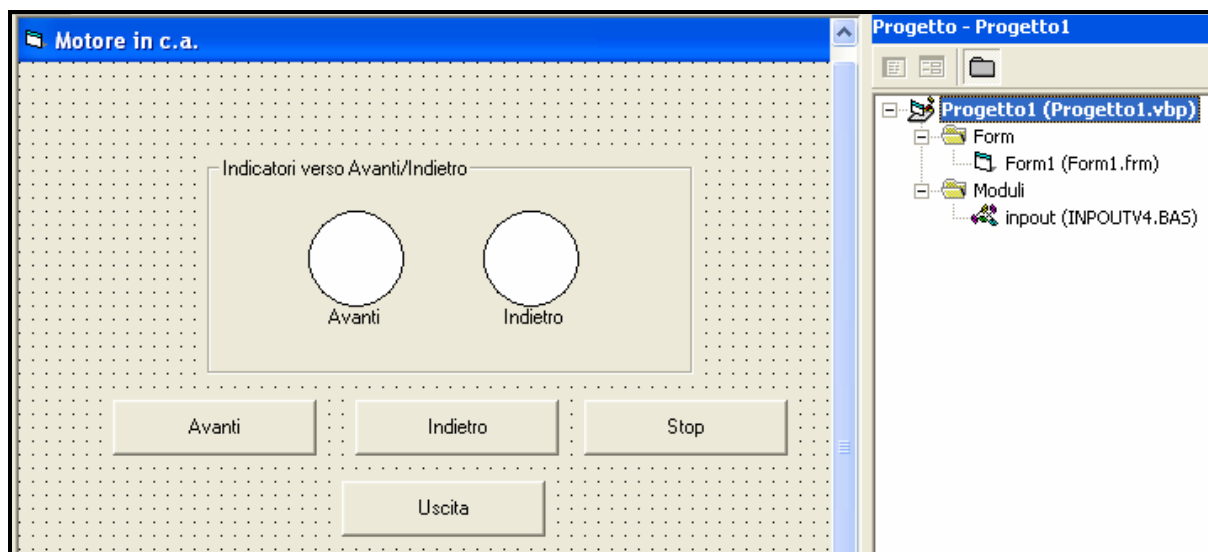 Motore in c.a.
Indicatori verso Avanti/Indietro
Avanti
Indietro
Avanti
Indietro
Stop
Uscita
Progetto - Progetto1
Progetto1 (Progetto1.vbp)
Form
Form1 (Form1.frm)
Moduli
inpout (INPOUTV4.BAS)